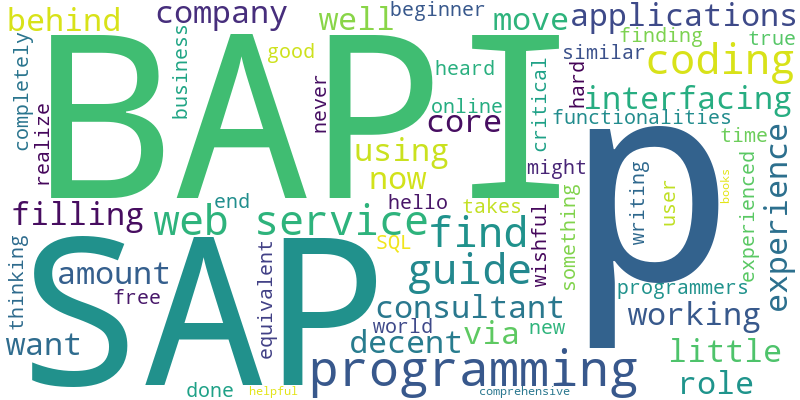 behind
company
beginner
well
move
applications
finding
true
completely
business
good
similar
coding
BAPI
heard
hard
realize
never
online
critical
interfacing
core
functionalities
p
using
time
now
might
experience
end
hello
takes
filling
web service
find
SQL
wishful
something
writing
user
books
experienced
thinking
SAP
amount
free
equivalent
guide
programmers
want
consultant
world
decent
via
new
working
little
programming
role
done
helpful
comprehensive